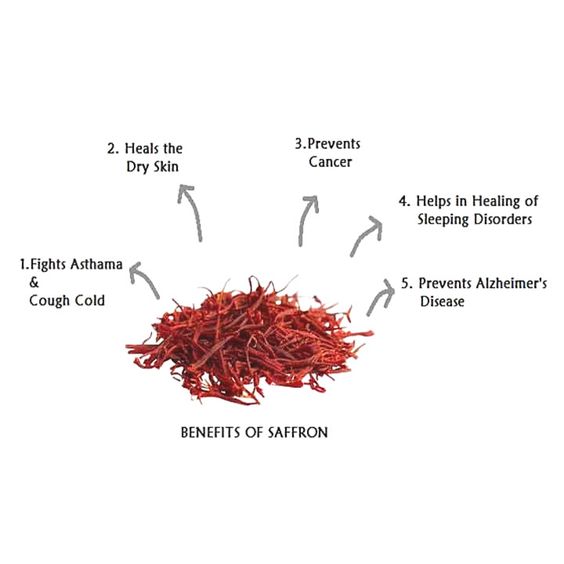 1.Fights Asthama
&
Cough Cold
2. Heals the
Dry Skin
3.Prevents
Cancer
4. Helps in Healing of
Sleeping Disorders
5. Prevents Alzheimer's
Disease
BENEFITS OF SAFFRON